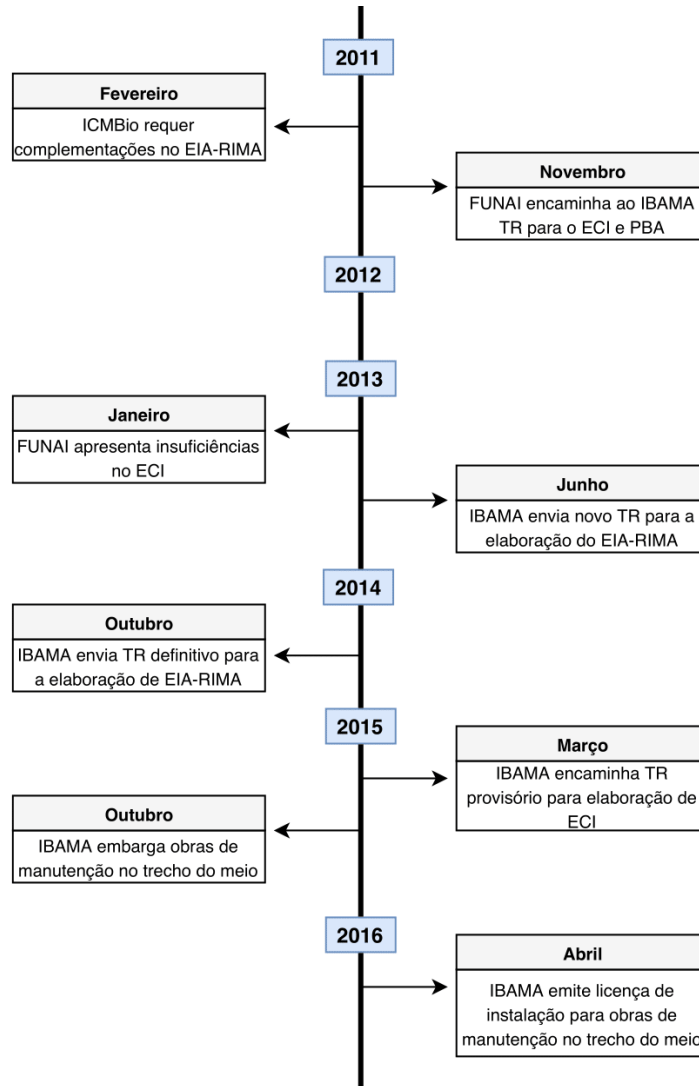 2011
Fevereiro
ICMBio requer
complementações no EIA-RIMA
Novembro
FUNAI encaminha ao IBAMA
TR para o ECI e PBA
2012
2013
Janeiro
FUNAI apresenta insuficiências
no ECI
Junho
IBAMA envia novo TR para a
elaboração do EIA-RIMA
2014
Outubro
IBAMA envia TR definitivo para
a elaboração de EIA-RIMA
2015
Março
IBAMA encaminha TR
provisório para elaboração de
ECI
Outubro
IBAMA embarga obras de
manutenção no trecho do meio
2016
Abril
IBAMA emite licença de
instalação para obras de
manutenção no trecho do meio